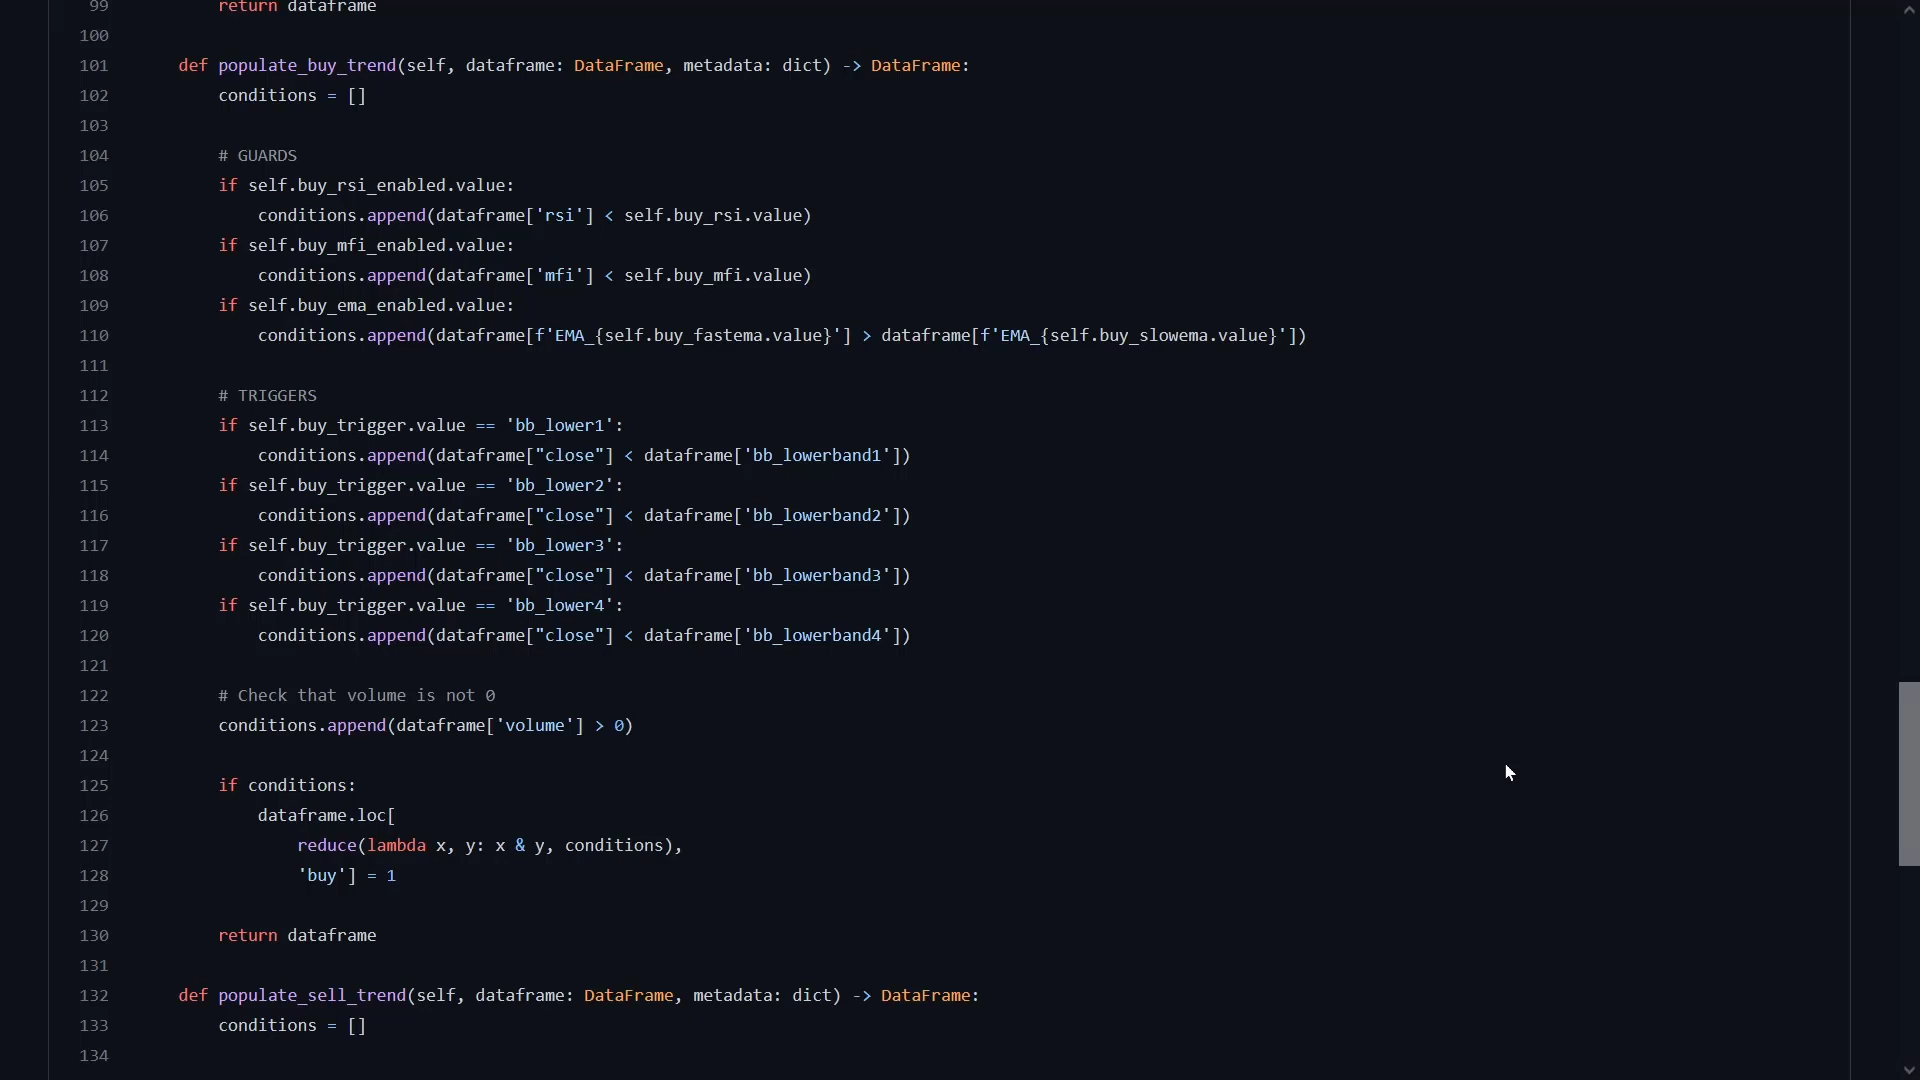 99 return dataframe
100
101 def populate_buy_trend(self, dataframe: DataFrame, metadata: dict) -> DataFrame:
102 conditions = []
103
104 # GUARDS
105 if self.buy_rsi_enabled.value:
106 conditions.append(dataframe['rsi'] < self.buy_rsi.value)
107 if self.buy_mfi_enabled.value:
108 conditions.append(dataframe['mfi'] < self.buy_mfi.value)
109 if self.buy_ema_enabled.value:
110 conditions.append(dataframe[f'EMA_{self.buy_fastema.value}'] > dataframe[f'EMA_{self.buy_slowema.value}'])
111
112 # TRIGGERS
113 if self.buy_trigger.value == 'bb_lower1':
114 conditions.append(dataframe["close"] < dataframe['bb_lowerband1'])
115 if self.buy_trigger.value == 'bb_lower2':
116 conditions.append(dataframe["close"] < dataframe['bb_lowerband2'])
117 if self.buy_trigger.value == 'bb_lower3':
118 conditions.append(dataframe["close"] < dataframe['bb_lowerband3'])
119 if self.buy_trigger.value == 'bb_lower4':
120 conditions.append(dataframe["close"] < dataframe['bb_lowerband4'])
121
122 # Check that volume is not 0
123 conditions.append(dataframe['volume'] > 0)
124
125 if conditions:
126 dataframe.loc[
127 reduce(lambda x, y: x & y, conditions),
128 'buy'] = 1
129
130 return dataframe
131
132 def populate_sell_trend(self, dataframe: DataFrame, metadata: dict) -> DataFrame:
133 conditions = []
134